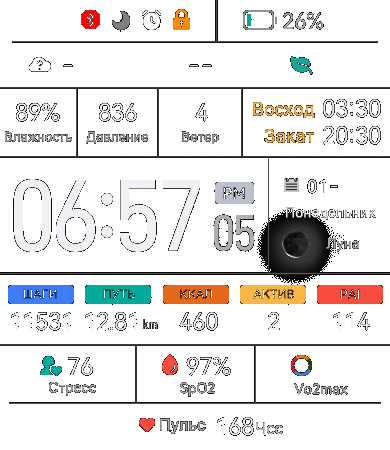 26%
- --
89% 836 4 Восход 03:30
Влажность Давление Ветер Закат 20:30
06:57 PM 05
01-
Понедельник
Луна
ШАГИ ПУТЬ ККАЛ АКТИВ PAI
11531 12.81 km 460 2 114
76 97%
Стресс SpO2 Vo2max
Пульс 168 Чсс